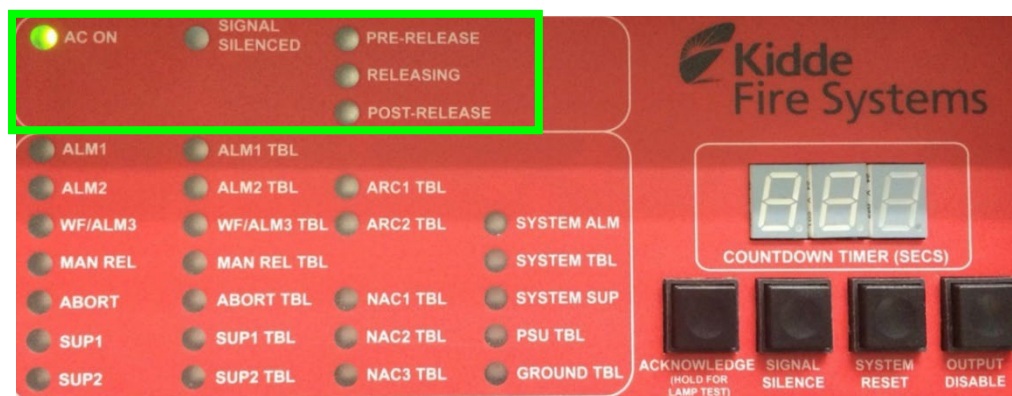 AC ON
SIGNAL
SILENCED
PRE-RELEASE
RELEASING
POST-RELEASE
Kidde
Fire Systems
ALM1
ALM1 TBL
ALM2
ALM2 TBL
ARC1 TBL
WF/ALM3
WF/ALM3 TBL
ARC2 TBL
SYSTEM ALM
MAN REL
MAN REL TBL
SYSTEM TBL
ABORT
ABORT TBL
NAC1 TBL
SYSTEM SUP
SUP1
SUP1 TBL
NAC2 TBL
PSU TBL
SUP2
SUP2 TBL
NAC3 TBL
GROUND TBL
COUNTDOWN TIMER (SECS)
ACKNOWLEDGE
(HOLD FOR
LAMP TEST)
SIGNAL
SILENCE
SYSTEM
RESET
OUTPUT
DISABLE